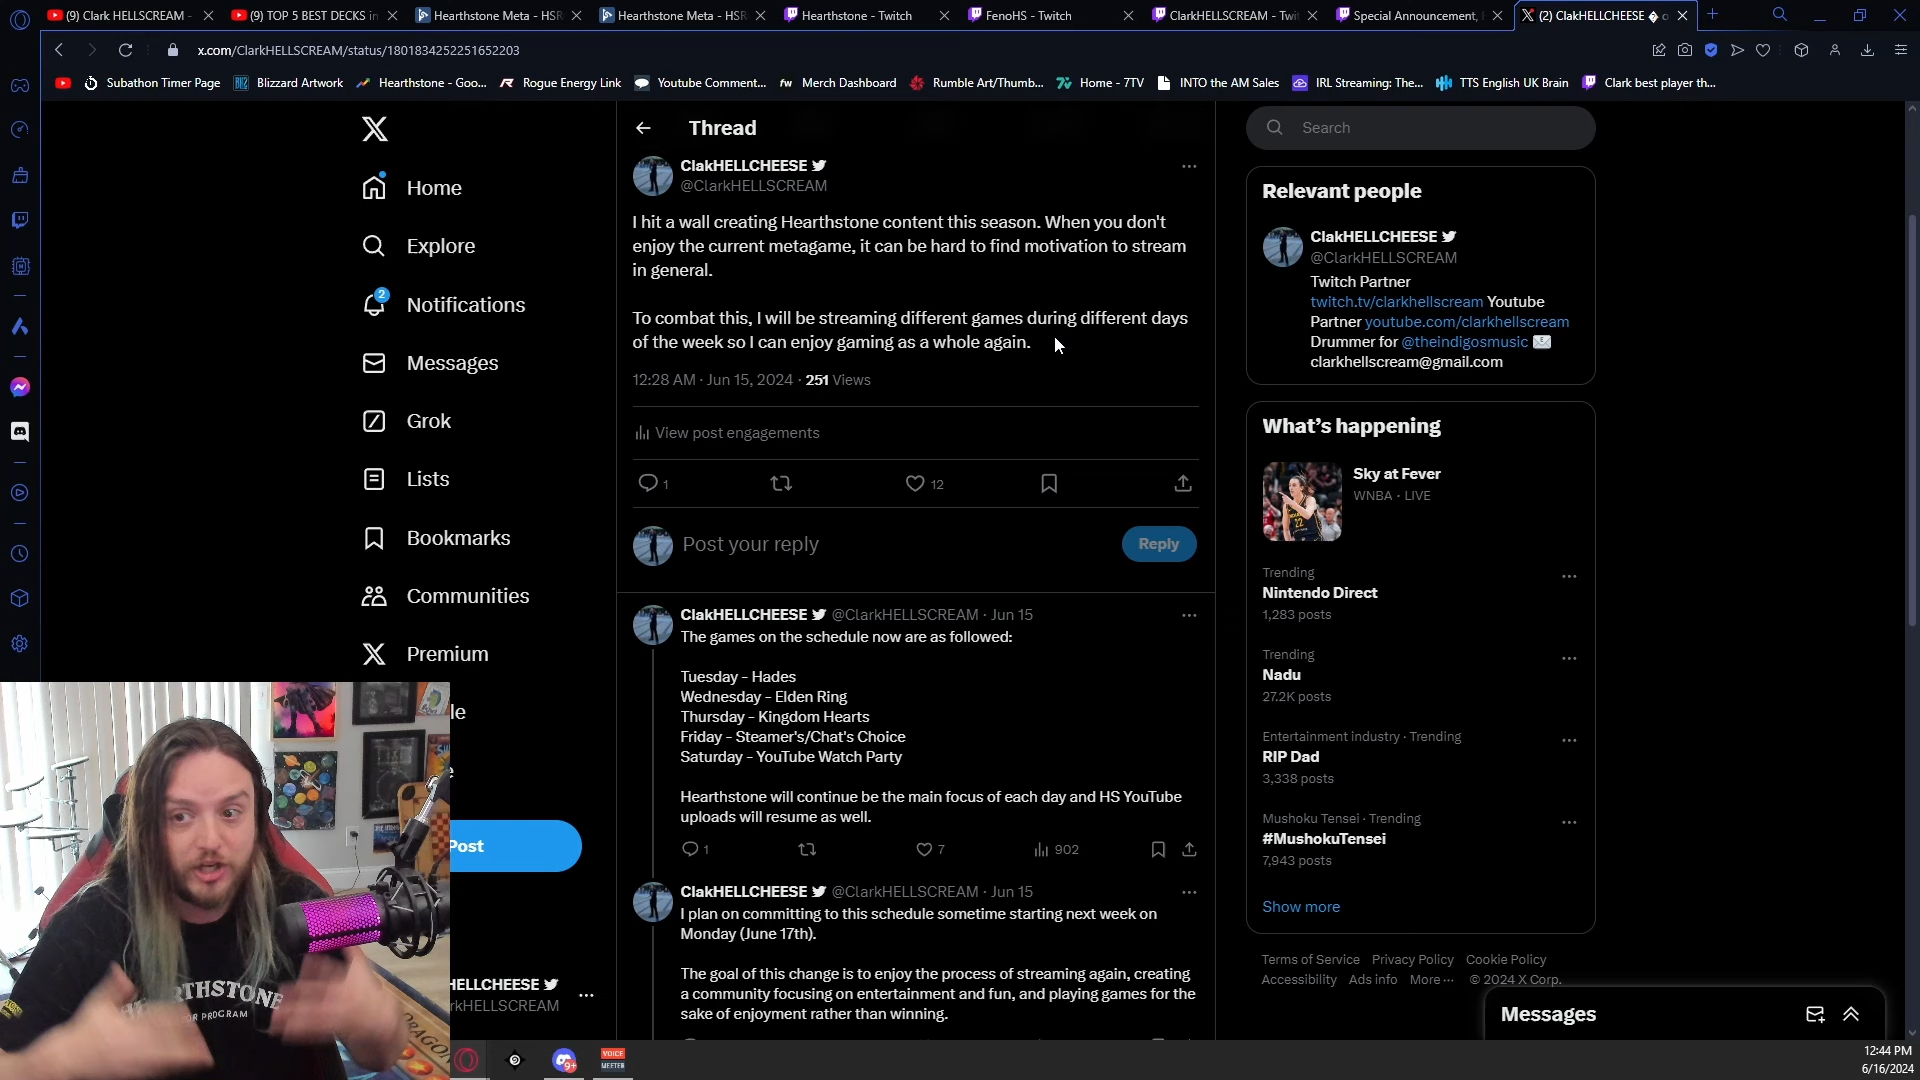 (9) Clark HELLSCREAM -
(9) TOP 5 BEST DECKS in
Hearthstone Meta - HSR
Hearthstone Meta - HSR
Hearthstone - Twitch
FenoHS - Twitch
ClarkHELLSCREAM - Twit
Special Announcement,
(2) ClakHELLCHEESE
x.com/ClarkHELLSCREAM/status/1801834252251652203
Subathon Timer Page
Blizzard Artwork
Hearthstone - Goo...
Rogue Energy Link
Youtube Comment...
Merch Dashboard
Rumble Art/Thumb...
Home - 7TV
INTO the AM Sales
IRL Streaming: The...
TTS English UK Brain
Clark best player th...
Home
Explore
2
Notifications
Messages
Grok
Lists
Bookmarks
Communities
Premium
le
e
Post
HELLCHEESE
rkHELLSCREAM
Thread
ClakHELLCHEESE
@ClarkHELLSCREAM
I hit a wall creating Hearthstone content this season. When you don't
enjoy the current metagame, it can be hard to find motivation to stream
in general.
To combat this, I will be streaming different games during different days
of the week so I can enjoy gaming as a whole again.
12:28 AM · Jun 15, 2024 · 251 Views
View post engagements
1
12
Post your reply
Reply
ClakHELLCHEESE @ClarkHELLSCREAM · Jun 15
The games on the schedule now are as followed:
Tuesday - Hades
Wednesday - Elden Ring
Thursday - Kingdom Hearts
Friday - Steamer's/Chat's Choice
Saturday - YouTube Watch Party
Hearthstone will continue be the main focus of each day and HS YouTube
uploads will resume as well.
1
7
902
ClakHELLCHEESE @ClarkHELLSCREAM · Jun 15
I plan on committing to this schedule sometime starting next week on
Monday (June 17th).
The goal of this change is to enjoy the process of streaming again, creating
a community focusing on entertainment and fun, and playing games for the
sake of enjoyment rather than winning.
Search
Relevant people
ClakHELLCHEESE
@ClarkHELLSCREAM
Twitch Partner
twitch.tv/clarkhellscream Youtube
Partner youtube.com/clarkhellscream
Drummer for @theindigosmusic
clarkhellscream@gmail.com
What's happening
Sky at Fever
WNBA · LIVE
Trending
Nintendo Direct
1,283 posts
Trending
Nadu
27.2K posts
Entertainment industry · Trending
RIP Dad
3,338 posts
Mushoku Tensei · Trending
#MushokuTensei
7,943 posts
Show more
Terms of Service Privacy Policy Cookie Policy
Accessibility Ads info More ··· © 2024 X Corp.
Messages
9+
VOICE
MEETER
12:44 PM
6/16/2024